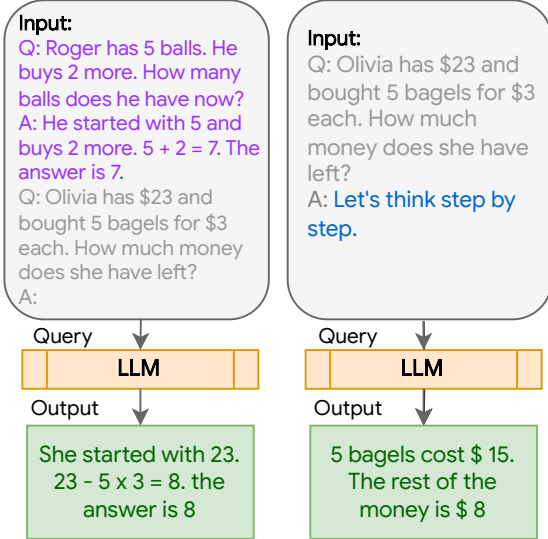 Input:
Q: Roger has 5 balls. He
buys 2 more. How many
balls does he have now?
A: He started with 5 and
buys 2 more. 5 + 2 = 7. The
answer is 7.
Q: Olivia has $23 and
bought 5 bagels for $3
each. How much money
does she have left?
A:
Query
LLM
Output
She started with 23.
23 - 5 x 3 = 8. the
answer is 8
Input:
Q: Olivia has $23 and
bought 5 bagels for $3
each. How much
money does she have
left?
A: Let's think step by
step.
Query
LLM
Output
5 bagels cost $ 15.
The rest of the
money is $ 8